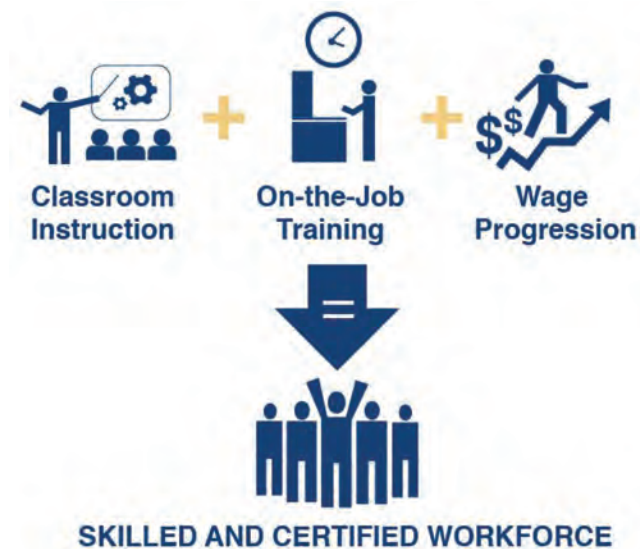 +
+
$$
Classroom
Instruction
On-the-Job
Training
Wage
Progression
=
SKILLED AND CERTIFIED WORKFORCE